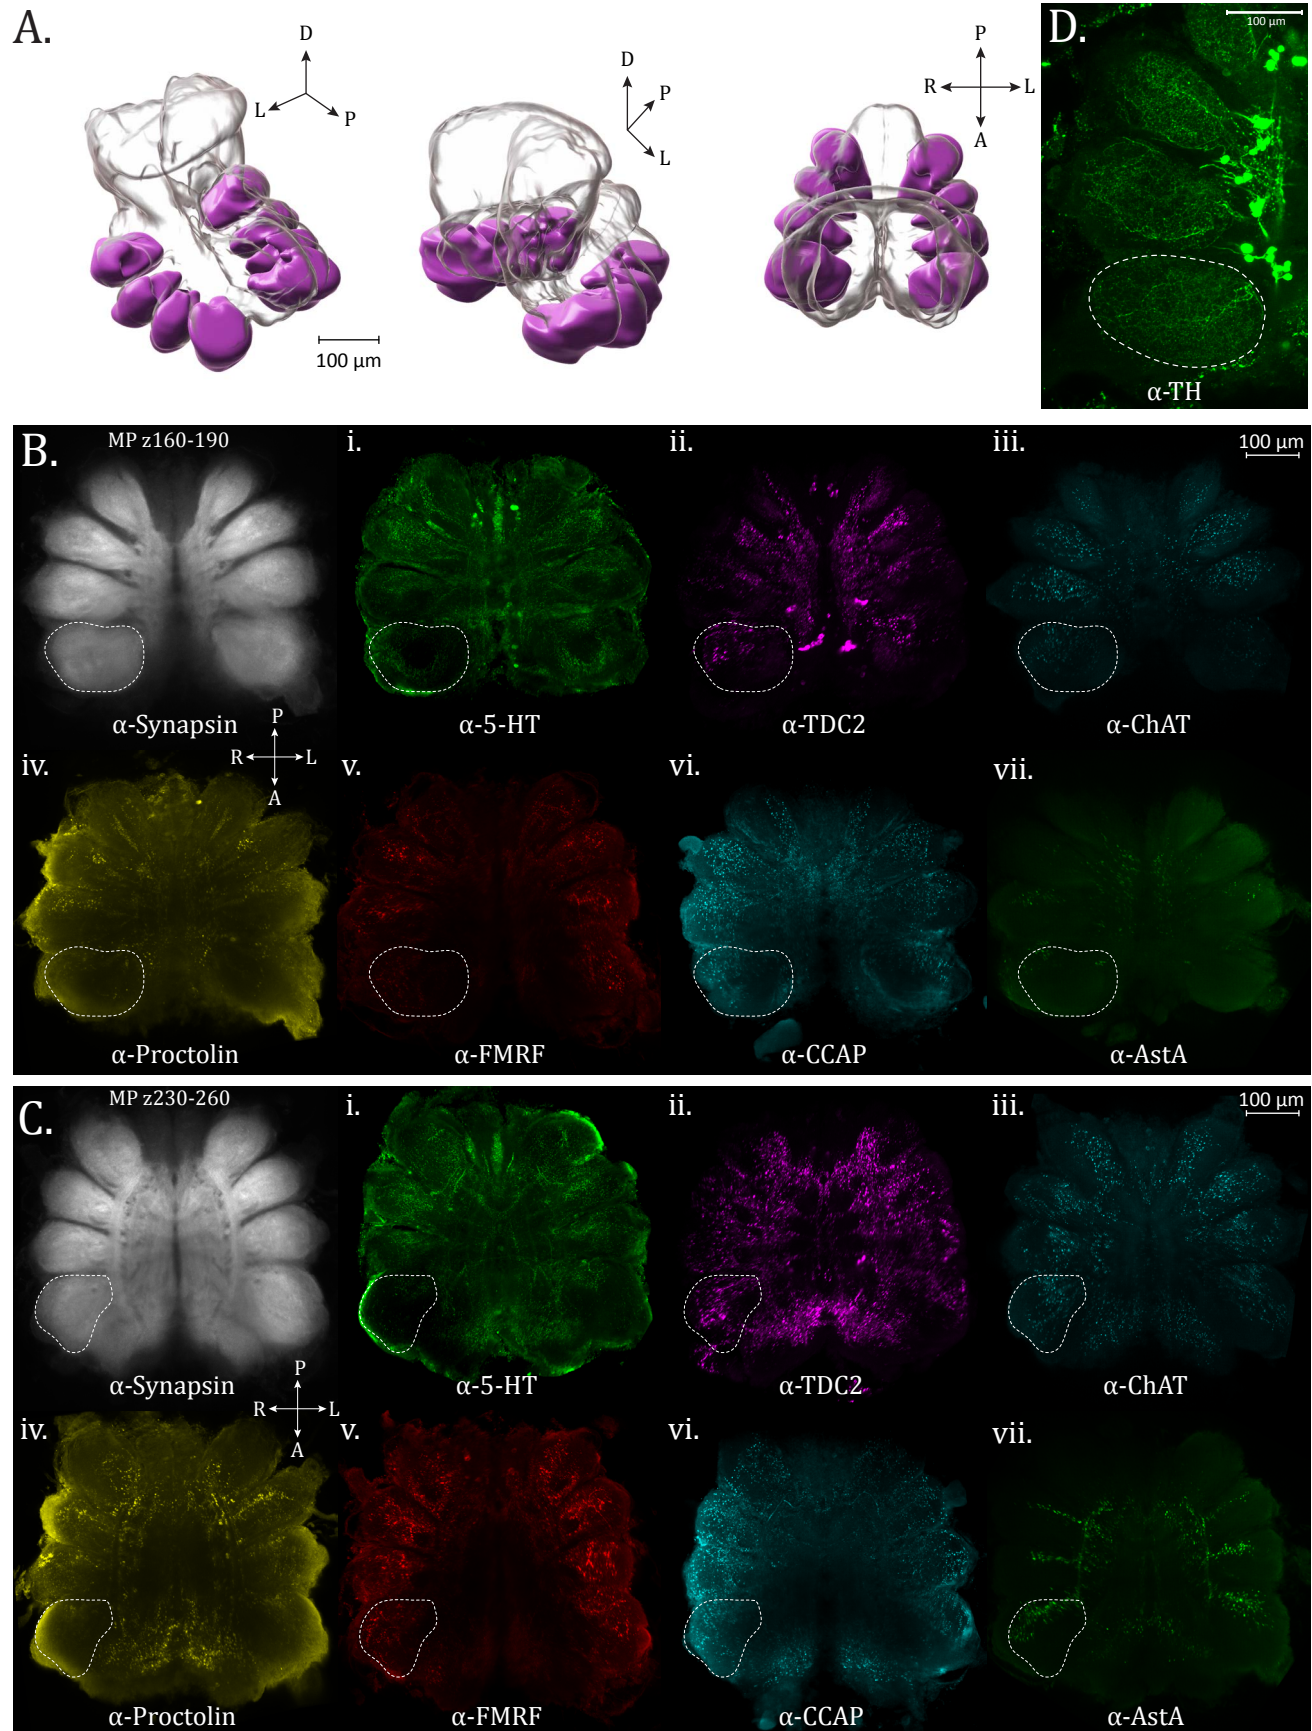 A.
D
L
P
D
P
L
P
R
L
A
100 μm
D.
100 μm
α-TH
B.
MP z160-190
α-Synapsin
i.
α-5-HT
ii.
α-TDC2
iii.
100 μm
α-ChAT
P
R
L
A
iv.
α-Proctolin
v.
α-FMRF
vi.
α-CCAP
vii.
α-AstA
C.
MP z230-260
α-Synapsin
i.
α-5-HT
ii.
α-TDC2
iii.
100 μm
α-ChAT
P
R
L
A
iv.
α-Proctolin
v.
α-FMRF
vi.
α-CCAP
vii.
α-AstA